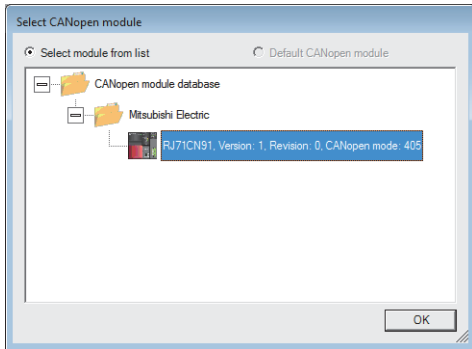 Select CANopen module
Select module from list
Default CANopen module
CANopen module database
Mitsubishi Electric
RJ71CN91, Version: 1, Revision: 0, CANopen mode: 405
OK